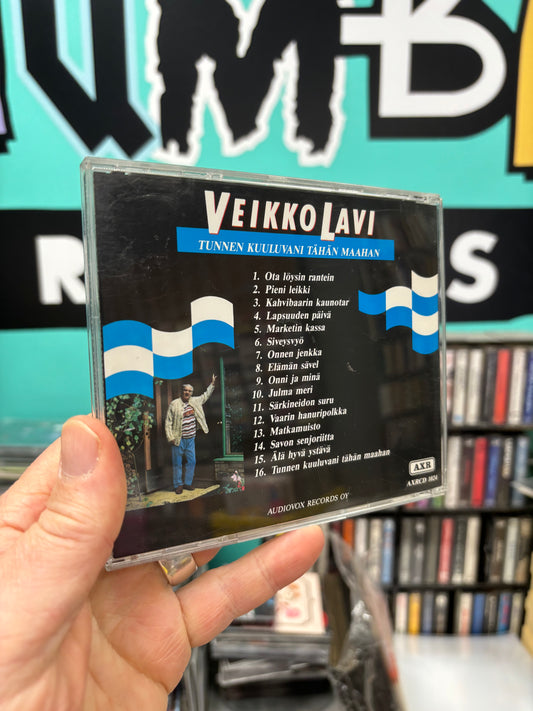 VEIKKO LAVI
TUNNEN KUULUVANI TÄHÄN MAAHAN
1. Ota löysin rantein
2. Pieni leikki
3. Kahvibaarin kaunotar
4. Lapsuuden päivä
5. Marketin kassa
6. Siveysvyö
7. Onnen jenkka
8. Elämän sävel
9. Onni ja minä
10. Julma meri
11. Särkineidon suru
12. Vaarin hanuripolkka
13. Matkamuisto
14. Savon senjoriitta
15. Älä hyvä ystävä
16. Tunnen kuuluvani tähän maahan
AXR
AXRCD 1024
AUDIOVOX RECORDS OY